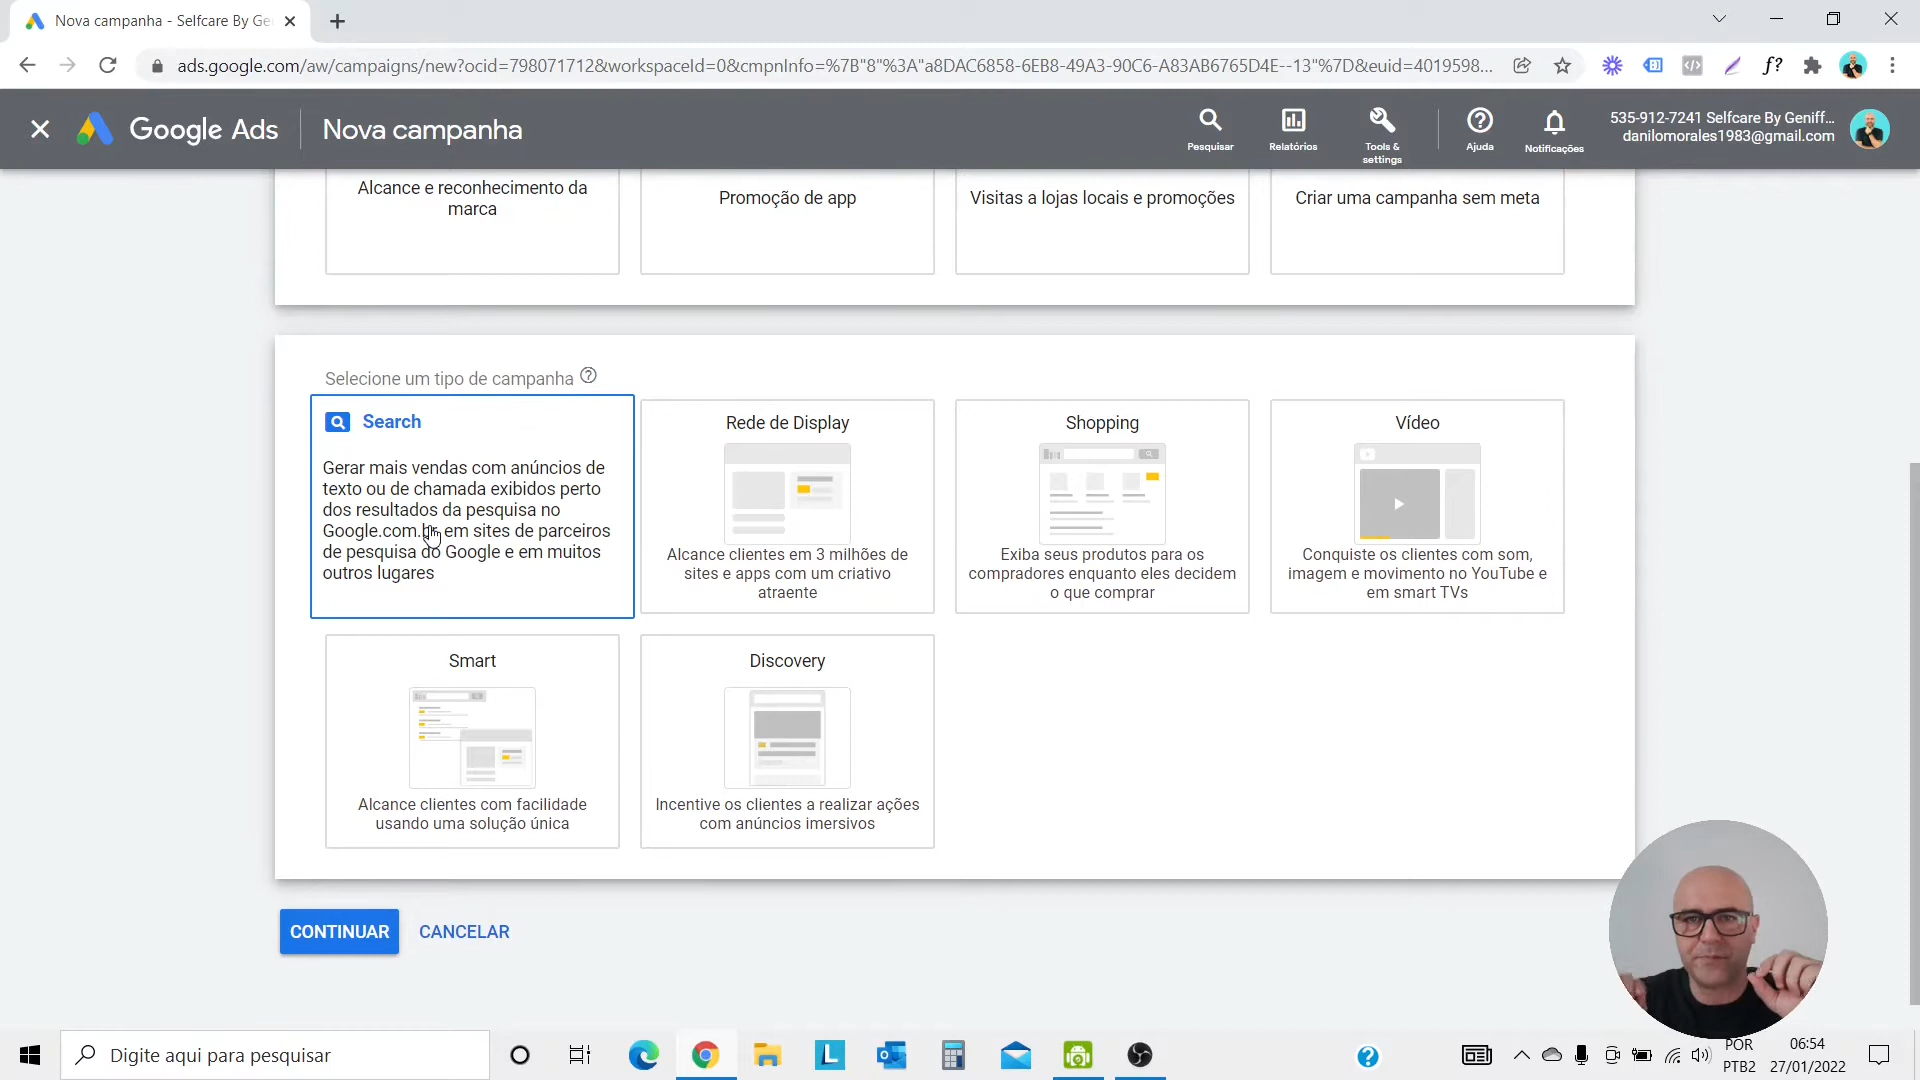 Nova campanha - Selfcare By Ge
ads.google.com/aw/campaigns/new?ocid=798071712&workspaceId=0&cmpnInfo=%7B"8"%3A"a8DAC6858-6EB8-49A3-90C6-A83AB6765D4E--13"%7D&euid=4019598...
Google Ads
Nova campanha
Pesquisar
Relatórios
Tools &
settings
Ajuda
Notificações
535-912-7241 Selfcare By Geniff...
danilomorales1983@gmail.com
Alcance e reconhecimento da
marca
Promoção de app
Visitas a lojas locais e promoções
Criar uma campanha sem meta
Selecione um tipo de campanha
Search
Gerar mais vendas com anúncios de
texto ou de chamada exibidos perto
dos resultados da pesquisa no
Google.com.br em sites de parceiros
de pesquisa do Google e em muitos
outros lugares
Rede de Display
Alcance clientes em 3 milhões de
sites e apps com um criativo
atraente
Shopping
Exiba seus produtos para os
compradores enquanto eles decidem
o que comprar
Vídeo
Conquiste os clientes com som,
imagem e movimento no YouTube e
em smart TVs
Smart
Alcance clientes com facilidade
usando uma solução única
Discovery
Incentive os clientes a realizar ações
com anúncios imersivos
CONTINUAR
CANCELAR
Digite aqui para pesquisar
L
POR
PTB2
06:54
27/01/2022